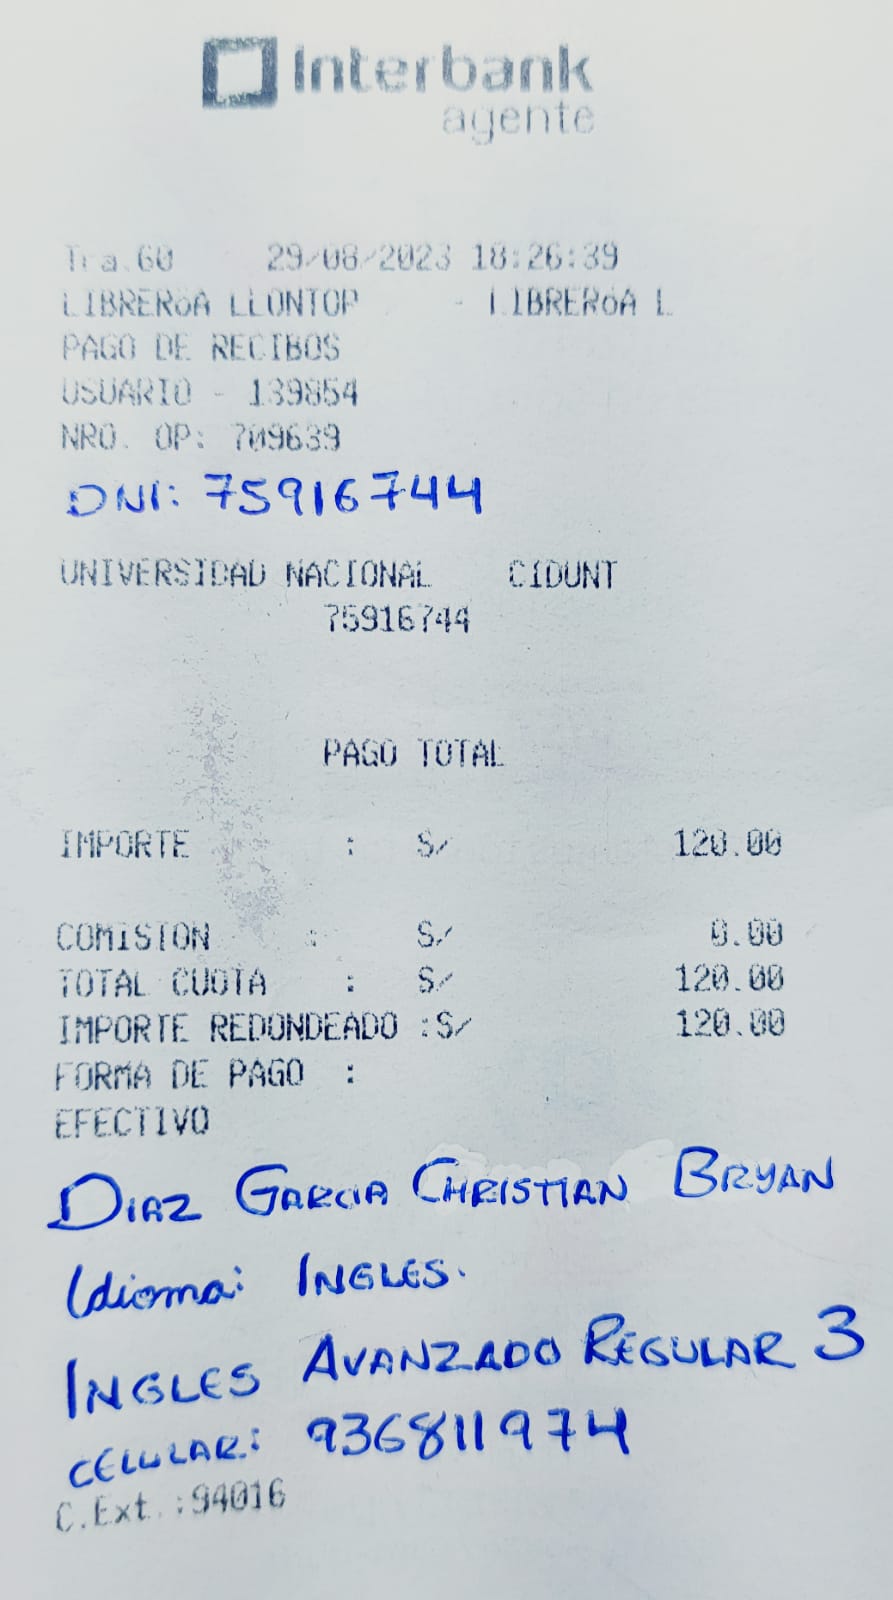 Interbank
agente
Tra.60 29/08/2023 18:26:39
LIBRERóA LLONTOP - LIBRERóA L
PAGO DE RECIBOS
USUARIO - 139854
NRO. OP: 709639
DNI: 75916744
UNIVERSIDAD NACIONAL CIDUNT
75916744
PAGO TOTAL
IMPORTE : S/ 120.00
COMISION : S/ 0.00
TOTAL CUOTA : S/ 120.00
IMPORTE REDONDEADO :S/ 120.00
FORMA DE PAGO :
EFECTIVO
DIAZ GARCIA CHRISTIAN BRYAN
Idioma: INGLES.
INGLES AVANZADO REGULAR 3
CELULAR: 936811974
C.Ext.:94016